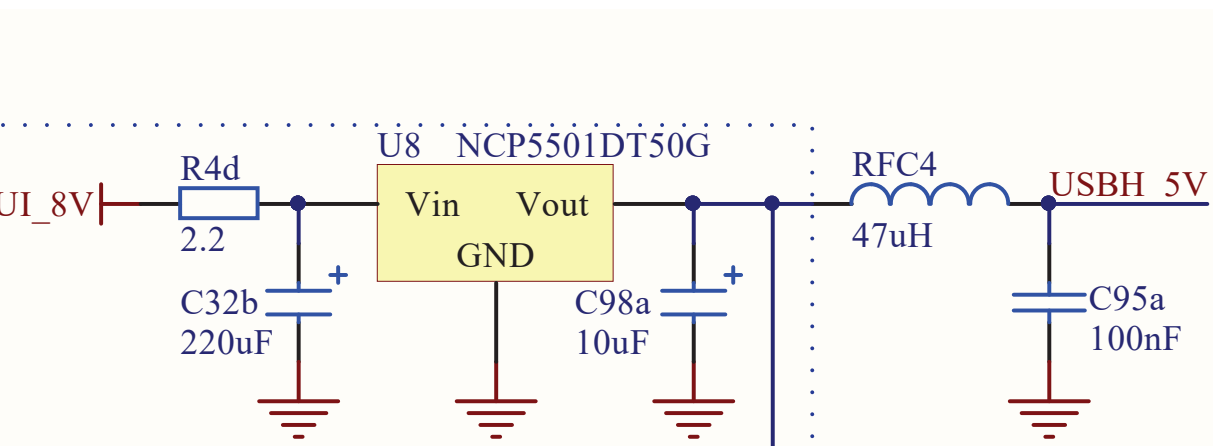 U8 NCP5501DT50G
R4d
RFC4
UI_8V
USBH_5V
Vin Vout
2.2
47uH
GND
+
+
C32b
C98a
C95a
220uF
10uF
100nF